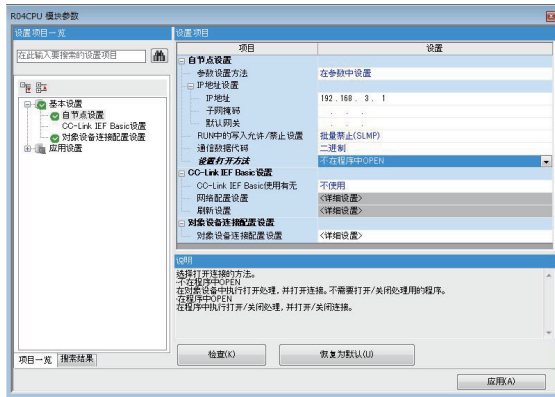 R04CPU 模块参数
设置项目一览
在此输入要搜索的设置项目
基本设置
自节点设置
CC-Link IEF Basic设置
对象设备连接配置设置
应用设置
项目一览 搜索结果
设置项目
项目 设置
自节点设置
参数设置方法 在参数中设置
IP地址设置
IP地址 192 . 168 . 3 . 1
子网掩码 . . .
默认网关 . . .
RUN中的写入允许/禁止设置 批量禁止(SLMP)
通信数据代码 二进制
设置打开方法 不在程序中OPEN
CC-Link IEF Basic设置
CC-Link IEF Basic使用有无 不使用
网络配置设置 <详细设置>
刷新设置 <详细设置>
对象设备连接配置设置
对象设备连接配置设置 <详细设置>
说明
选择打开连接的方法。
·不在程序中OPEN
在对象设备中执行打开处理，并打开连接。不需要打开/关闭处理用的程序。
·在程序中OPEN
在程序中执行打开/关闭处理，并打开/关闭连接。
检查(K) 恢复为默认(U)
应用(A)